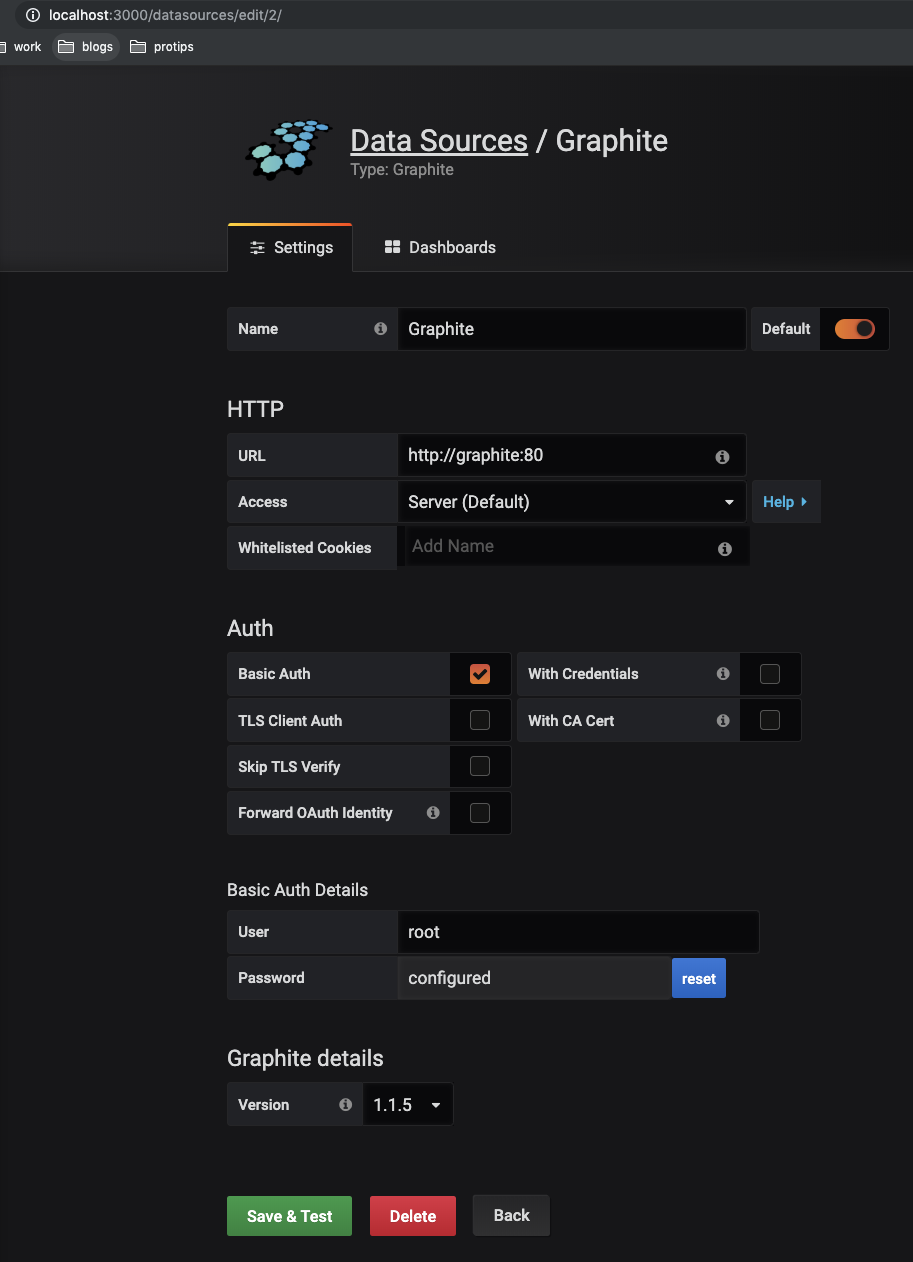 localhost:3000/datasources/edit/2/
work blogs protips
Data Sources / Graphite
Type: Graphite
Settings Dashboards
Name Graphite Default
HTTP
URL http://graphite:80
Access Server (Default) Help
Whitelisted Cookies Add Name
Auth
Basic Auth With Credentials
TLS Client Auth With CA Cert
Skip TLS Verify
Forward OAuth Identity
Basic Auth Details
User root
Password configured reset
Graphite details
Version 1.1.5
Save & Test Delete Back